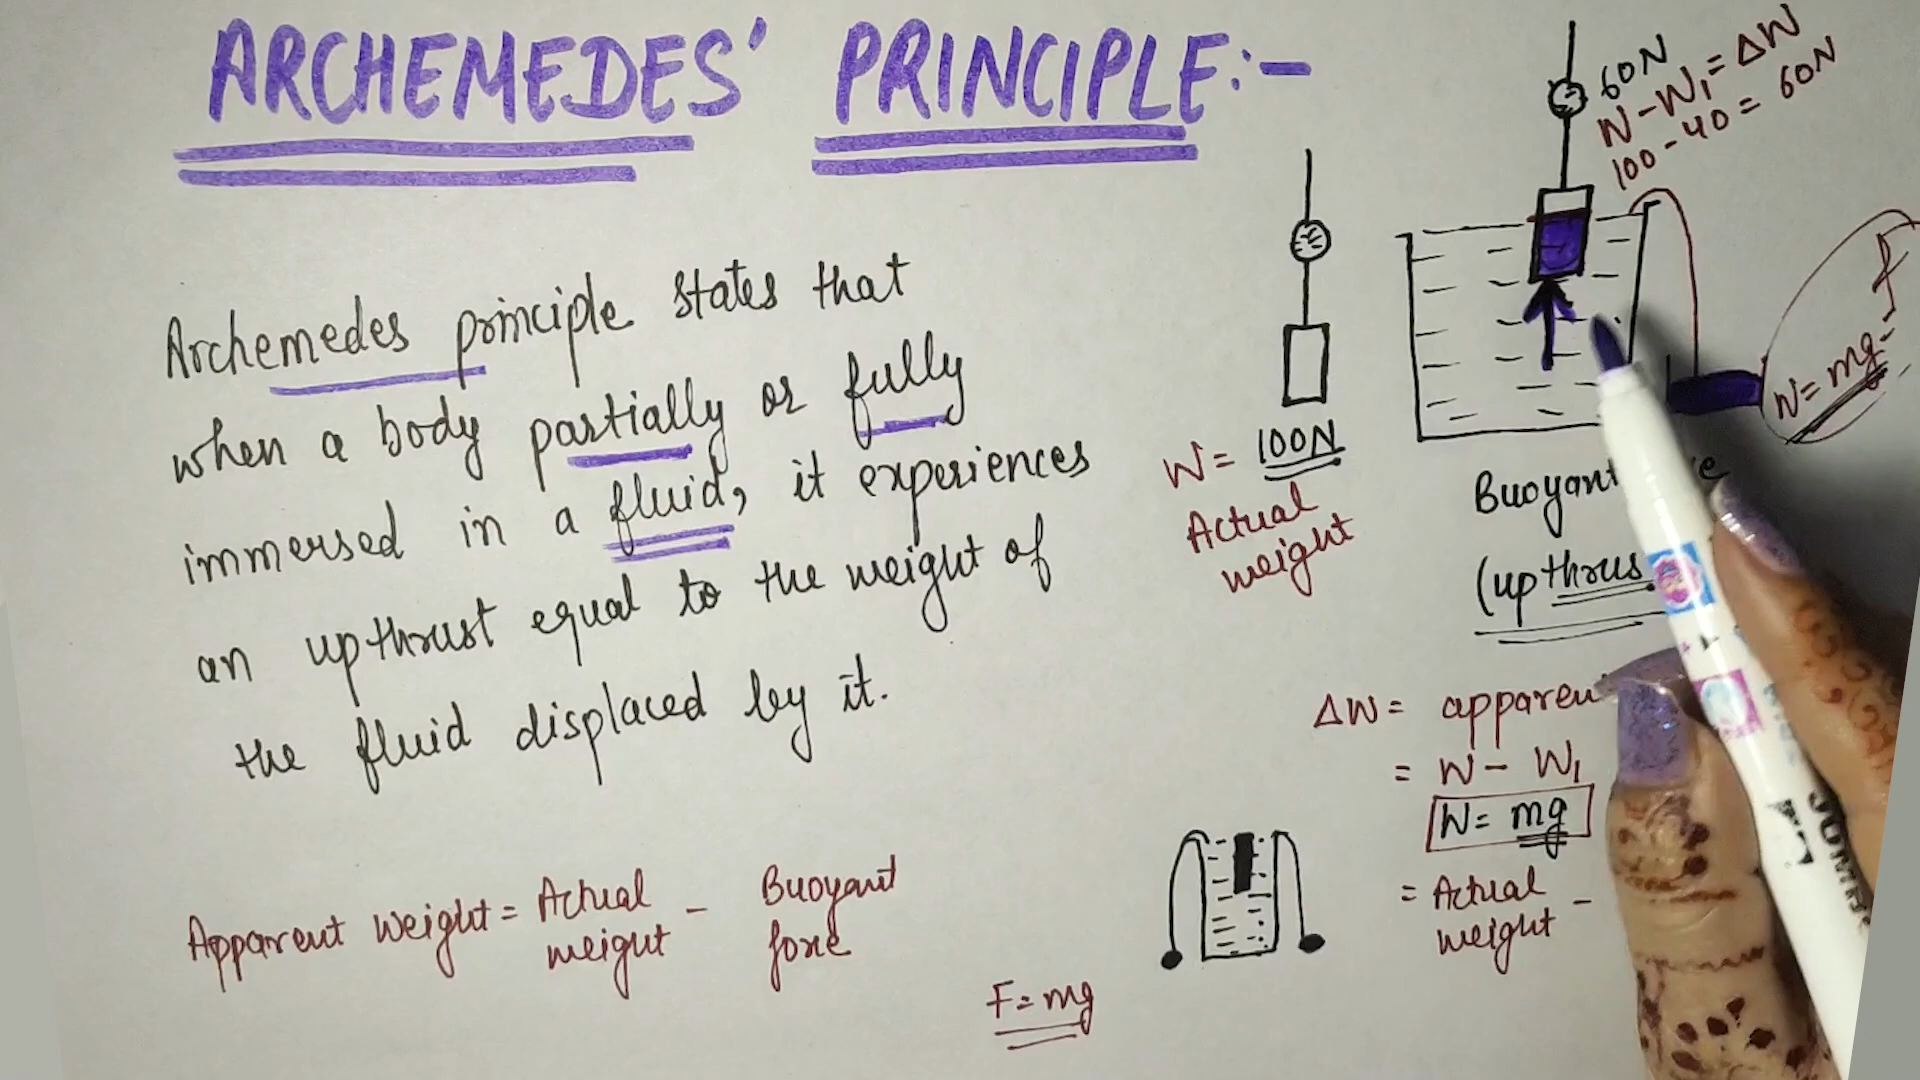 ARCHEMEDES' PRINCIPLE:-
Archemedes principle states that
when a body partially or fully
immersed in a fluid, it experiences
an upthrust equal to the weight of
the fluid displaced by it.
Apparent weight = Actual weight - Buoyant
F = mg
60N
W - W1 = ΔW
100 - 40 = 60N
W = 100N
Actual
weight
W = mg
Buoyant
(upthrus
ΔW =
= W - W1
W = mg
= Actual
weight -